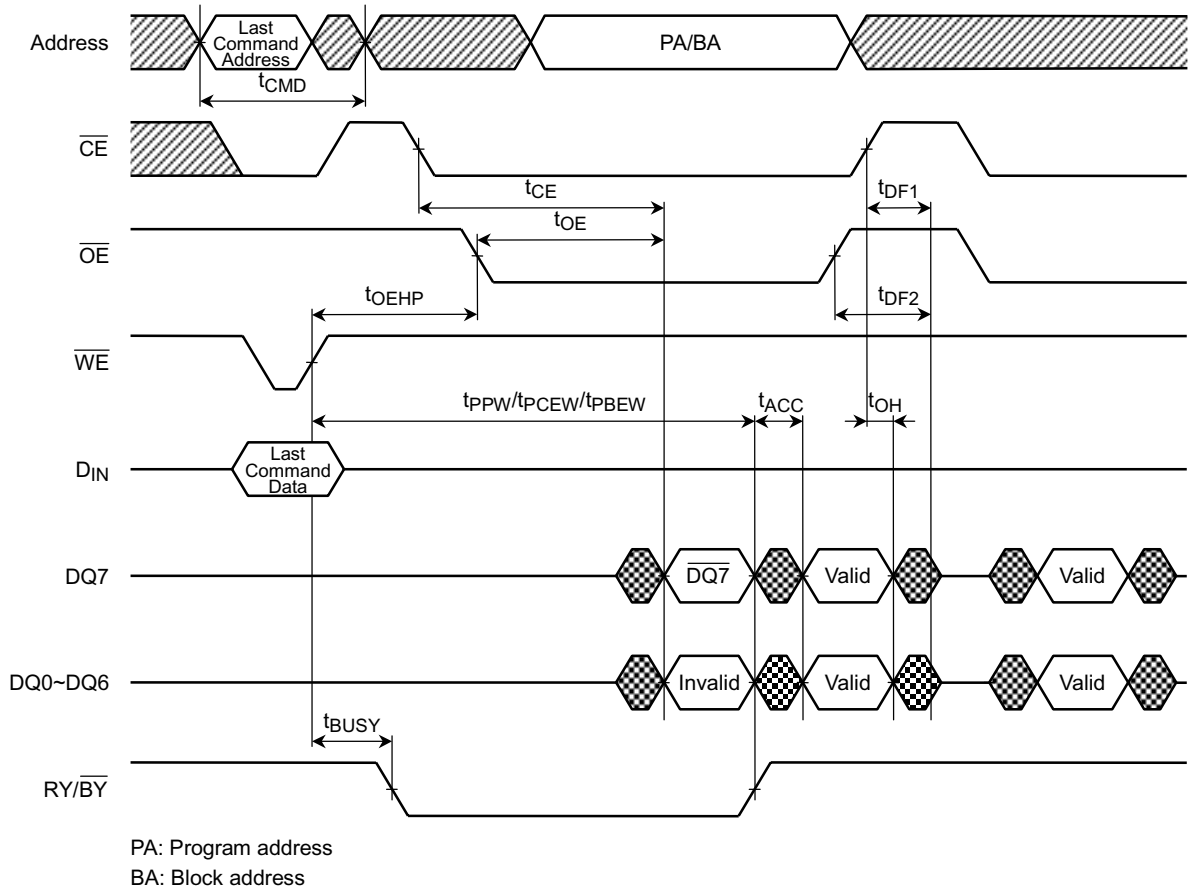 Address
Last
Command
Address
PA/BA
tCMD
CE
tCE
tDF1
OE
tOE
tOEHP
tDF2
WE
tPPW/tPCEW/tPBEW
tACC
tOH
DIN
Last
Command
Data
DQ7
DQ7
Valid
Valid
DQ0~DQ6
Invalid
Valid
Valid
tBUSY
RY/BY
PA: Program address
BA: Block address